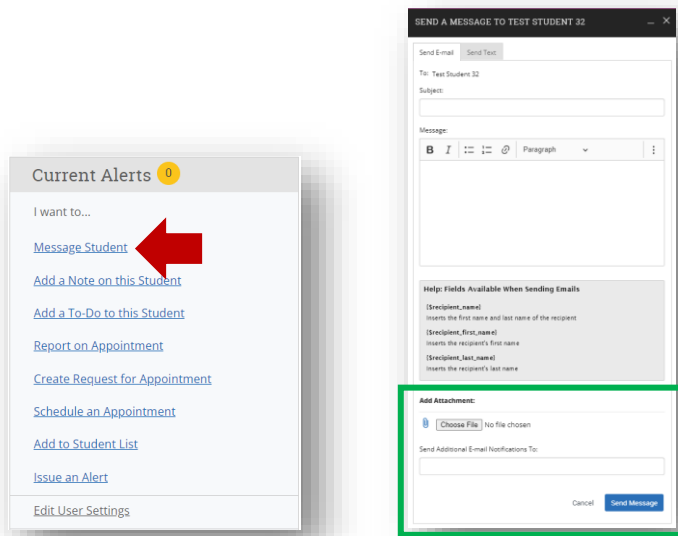 Current Alerts 0
I want to...
Message Student
Add a Note on this Student
Add a To-Do to this Student
Report on Appointment
Create Request for Appointment
Schedule an Appointment
Add to Student List
Issue an Alert
Edit User Settings
SEND A MESSAGE TO TEST STUDENT 32
Send E-mail Send Text
To: Test Student 32
Subject:
Message:
B I Paragraph
Help: Fields Available When Sending Emails
{$recipient_name}
Inserts the first name and last name of the recipient
{$recipient_first_name}
Inserts the recipient's first name
{$recipient_last_name}
Inserts the recipient's last name
Add Attachment:
Choose File No file chosen
Send Additional E-mail Notifications To:
Cancel Send Message